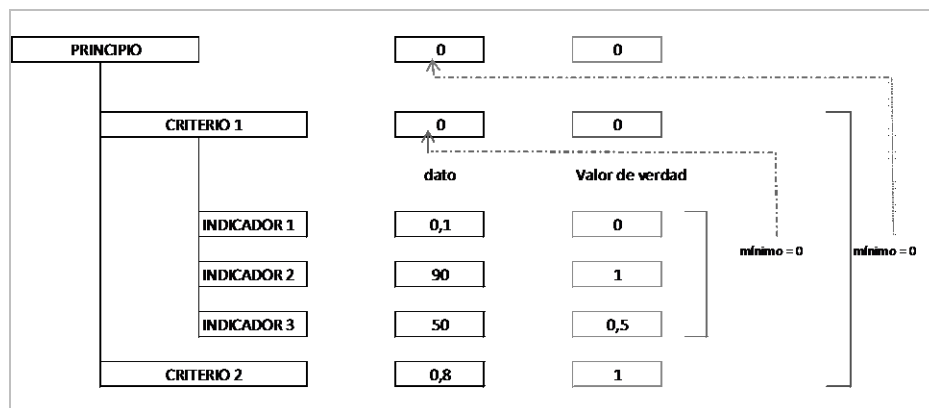 PRINCIPIO 0 0
CRITERIO 1 0 0
dato Valor de verdad
INDICADOR 1 0,1 0
mínimo = 0 mínimo = 0
INDICADOR 2 90 1
INDICADOR 3 50 0,5
CRITERIO 2 0,8 1